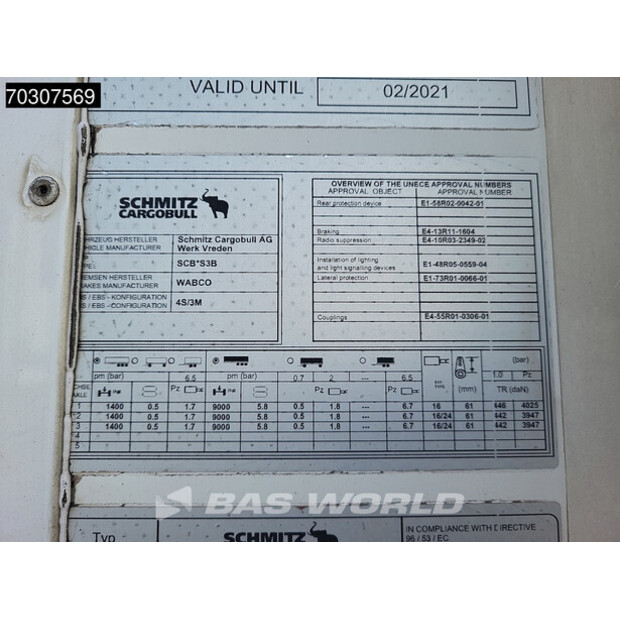 70307569
VALID UNTIL 02/2021
SCHMITZ
CARGOBULL
HRZEUG HERSTELLER Schmitz Cargobull AG
HICLE MANUFACTURER Werk Vreden
SCB*S3B
EMSEN HERSTELLER
AKES MANUFACTURER WABCO
S / EBS - KONFIGURATION
S / EBS - CONFIGURATION 4S/3M
OVERVIEW OF THE UNECE APPROVAL NUMBERS
APPROVAL OBJECT APPROVAL NUMBER
Rear protection device E1-58R02-0042-01
Braking E4-13R11-1604
Radio suppression E4-10R03-2349-02
Installation of lighting
and light signalling devices E1-48R05-0559-04
Lateral protection E1-73R01-0066-01
Couplings E4-55R01-0306-01
(bar)
pm (bar) 6.5 pm (bar) 0.7 2 ... 6.5 (mm) 1.0 Pz
Pz Pz Pz TR (daN)
1 1400 0.5 1.7 9000 5.8 0.5 1.8 ... 6.7 16 61 446 4025
2 1400 0.5 1.7 9000 5.8 0.5 1.8 ... 6.7 16/24 61 442 3947
3 1400 0.5 1.7 9000 5.8 0.5 1.8 ... 6.7 16/24 61 442 3947
4
5
BAS WORLD
Typ SCHMITZ IN COMPLIANCE WITH DIRECTIVE
96 / 53 / EC.